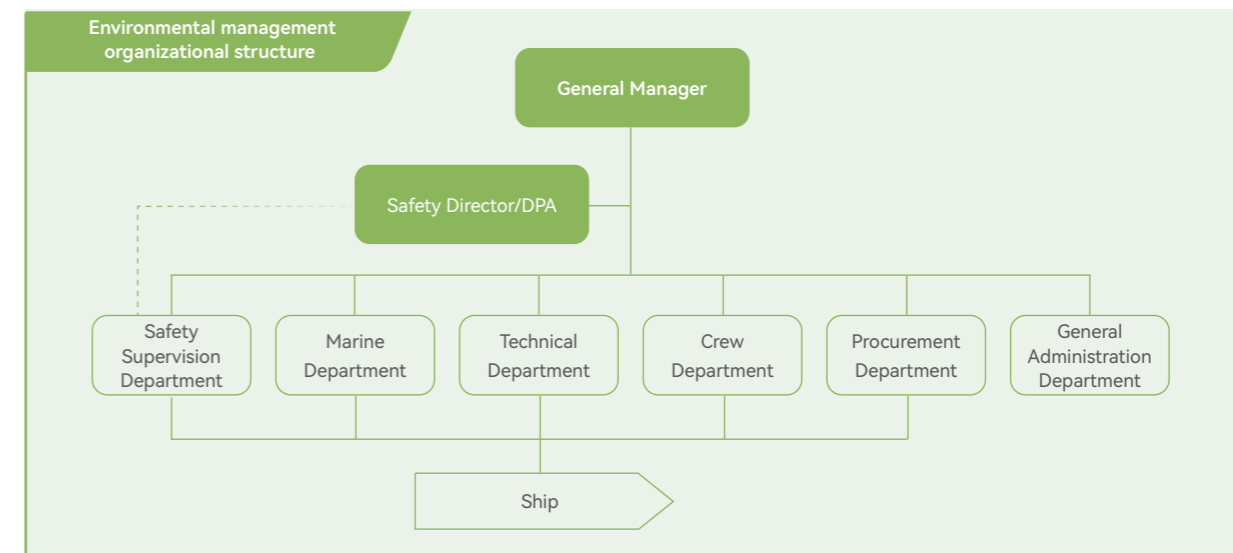 Environmental management
organizational structure
General Manager
Safety Director/DPA
Safety
Supervision
Department
Marine
Department
Technical
Department
Crew
Department
Procurement
Department
General
Administration
Department
Ship